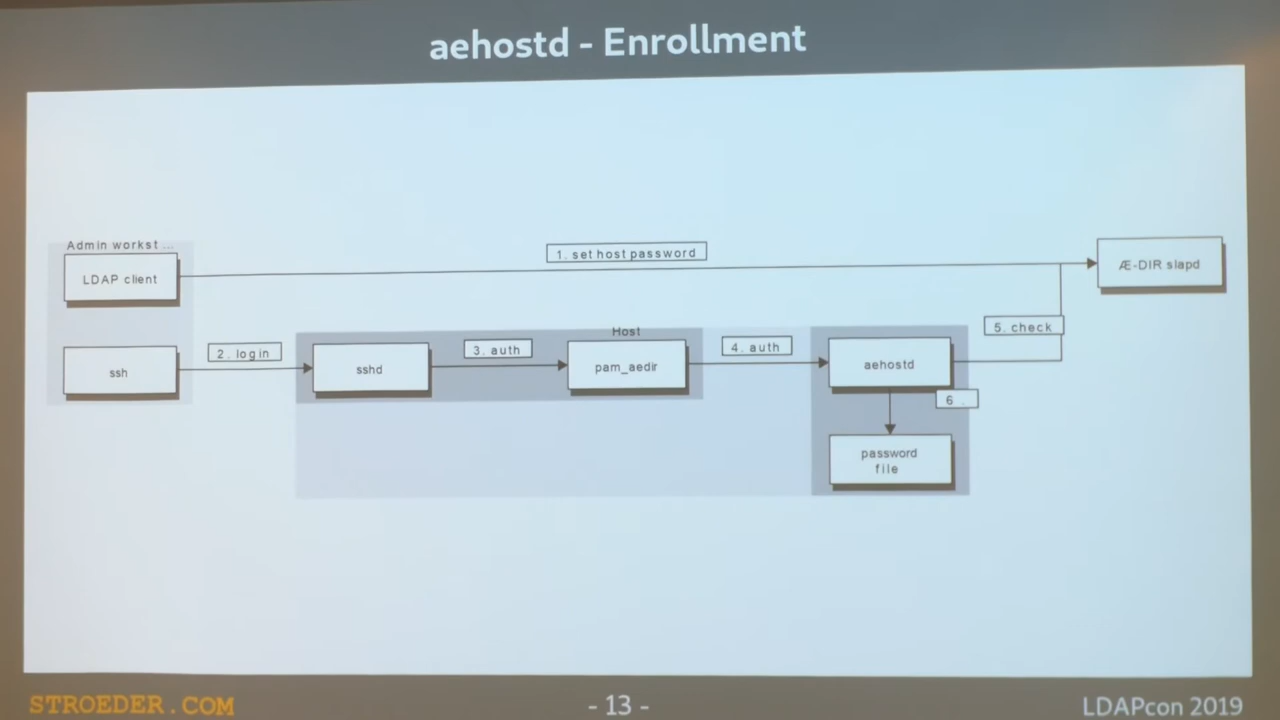 aehostd - Enrollment
Admin workst ...
LDAP client
1. set host password
Æ-DIR slapd
5. check
Host
ssh
2. login
sshd
3. auth
pam_aedir
4. auth
aehostd
6 .
password
file
STROEDER.COM
- 13 -
LDAPcon 2019